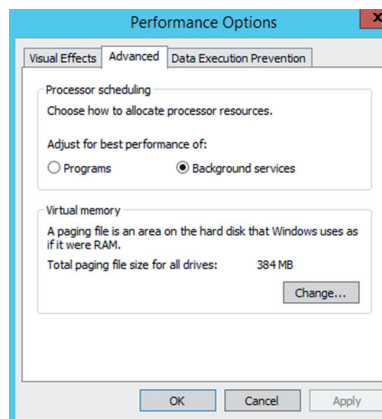 Performance Options
x
Visual Effects Advanced Data Execution Prevention
Processor scheduling
Choose how to allocate processor resources.
Adjust for best performance of:
Programs Background services
Virtual memory
A paging file is an area on the hard disk that Windows uses as
if it were RAM.
Total paging file size for all drives: 384 MB
Change...
OK Cancel Apply